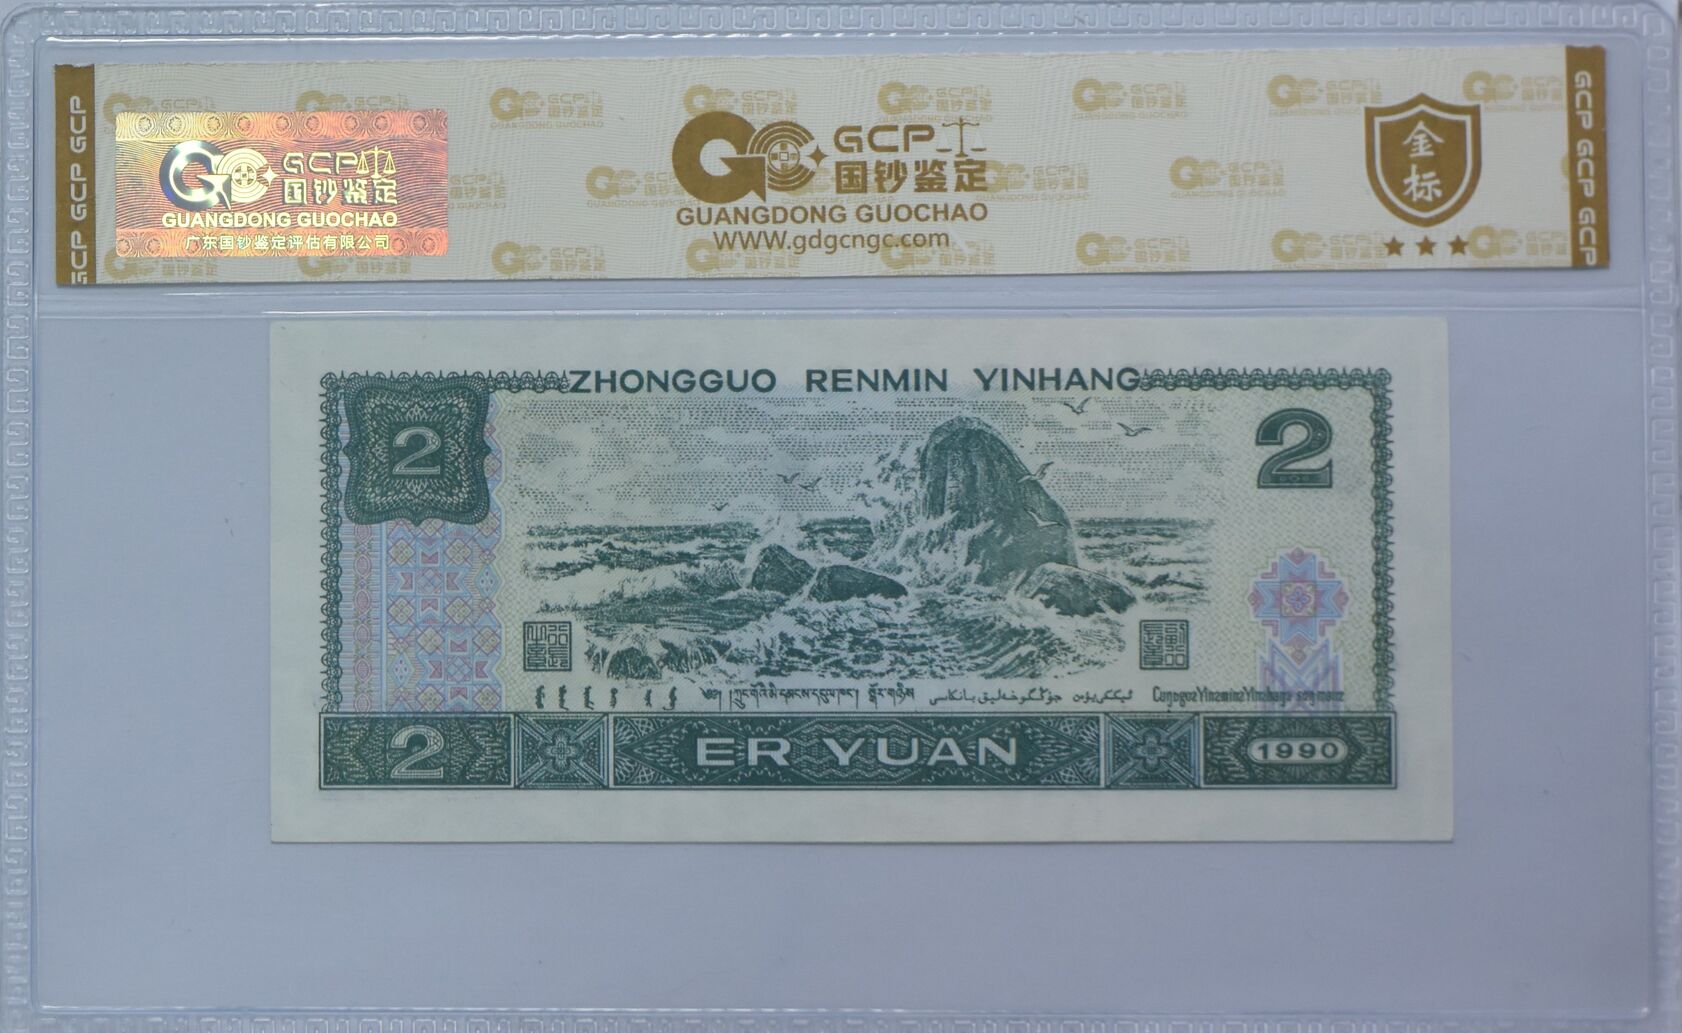 GCP GCP GCP
GCP
国钞鉴定
GUANGDONG GUOCHAO
广东国钞鉴定评估有限公司
GCP
国钞鉴定
GUANGDONG GUOCHAO
WWW.gdgcngc.com
金标
GCP GCP GCP
ZHONGGUO RENMIN YINHANG
2
2
2
ER YUAN
1990